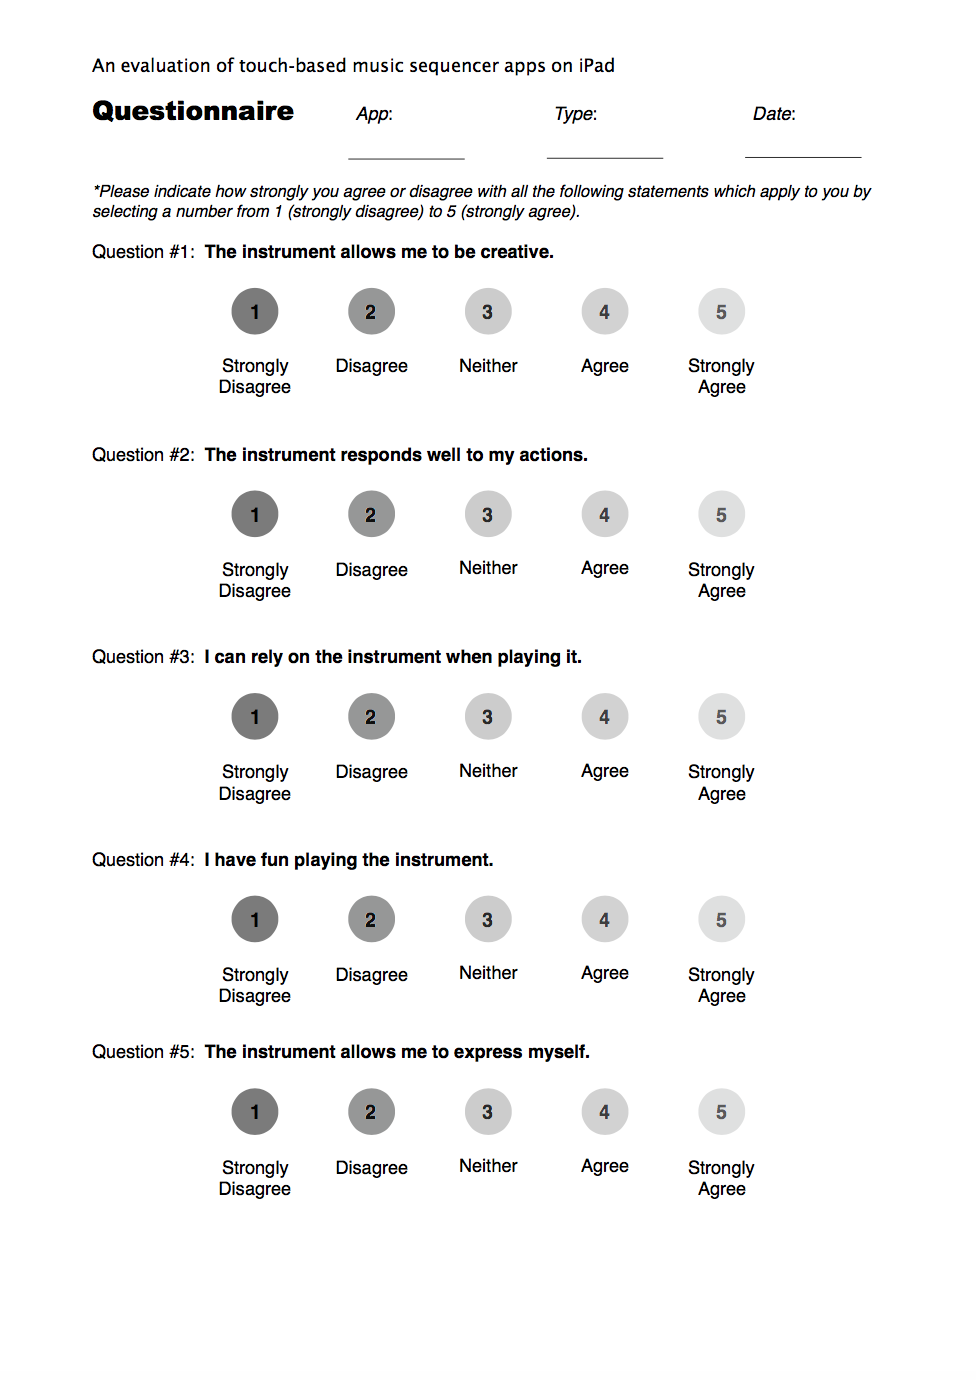 An evaluation of touch-based music sequencer apps on iPad
Questionnaire App: Type: Date:
*Please indicate how strongly you agree or disagree with all the following statements which apply to you by
selecting a number from 1 (strongly disagree) to 5 (strongly agree).
Question #1: The instrument allows me to be creative.
1 2 3 4 5
Strongly Disagree Neither Agree Strongly
Disagree Agree
Question #2: The instrument responds well to my actions.
1 2 3 4 5
Strongly Disagree Neither Agree Strongly
Disagree Agree
Question #3: I can rely on the instrument when playing it.
1 2 3 4 5
Strongly Disagree Neither Agree Strongly
Disagree Agree
Question #4: I have fun playing the instrument.
1 2 3 4 5
Strongly Disagree Neither Agree Strongly
Disagree Agree
Question #5: The instrument allows me to express myself.
1 2 3 4 5
Strongly Disagree Neither Agree Strongly
Disagree Agree